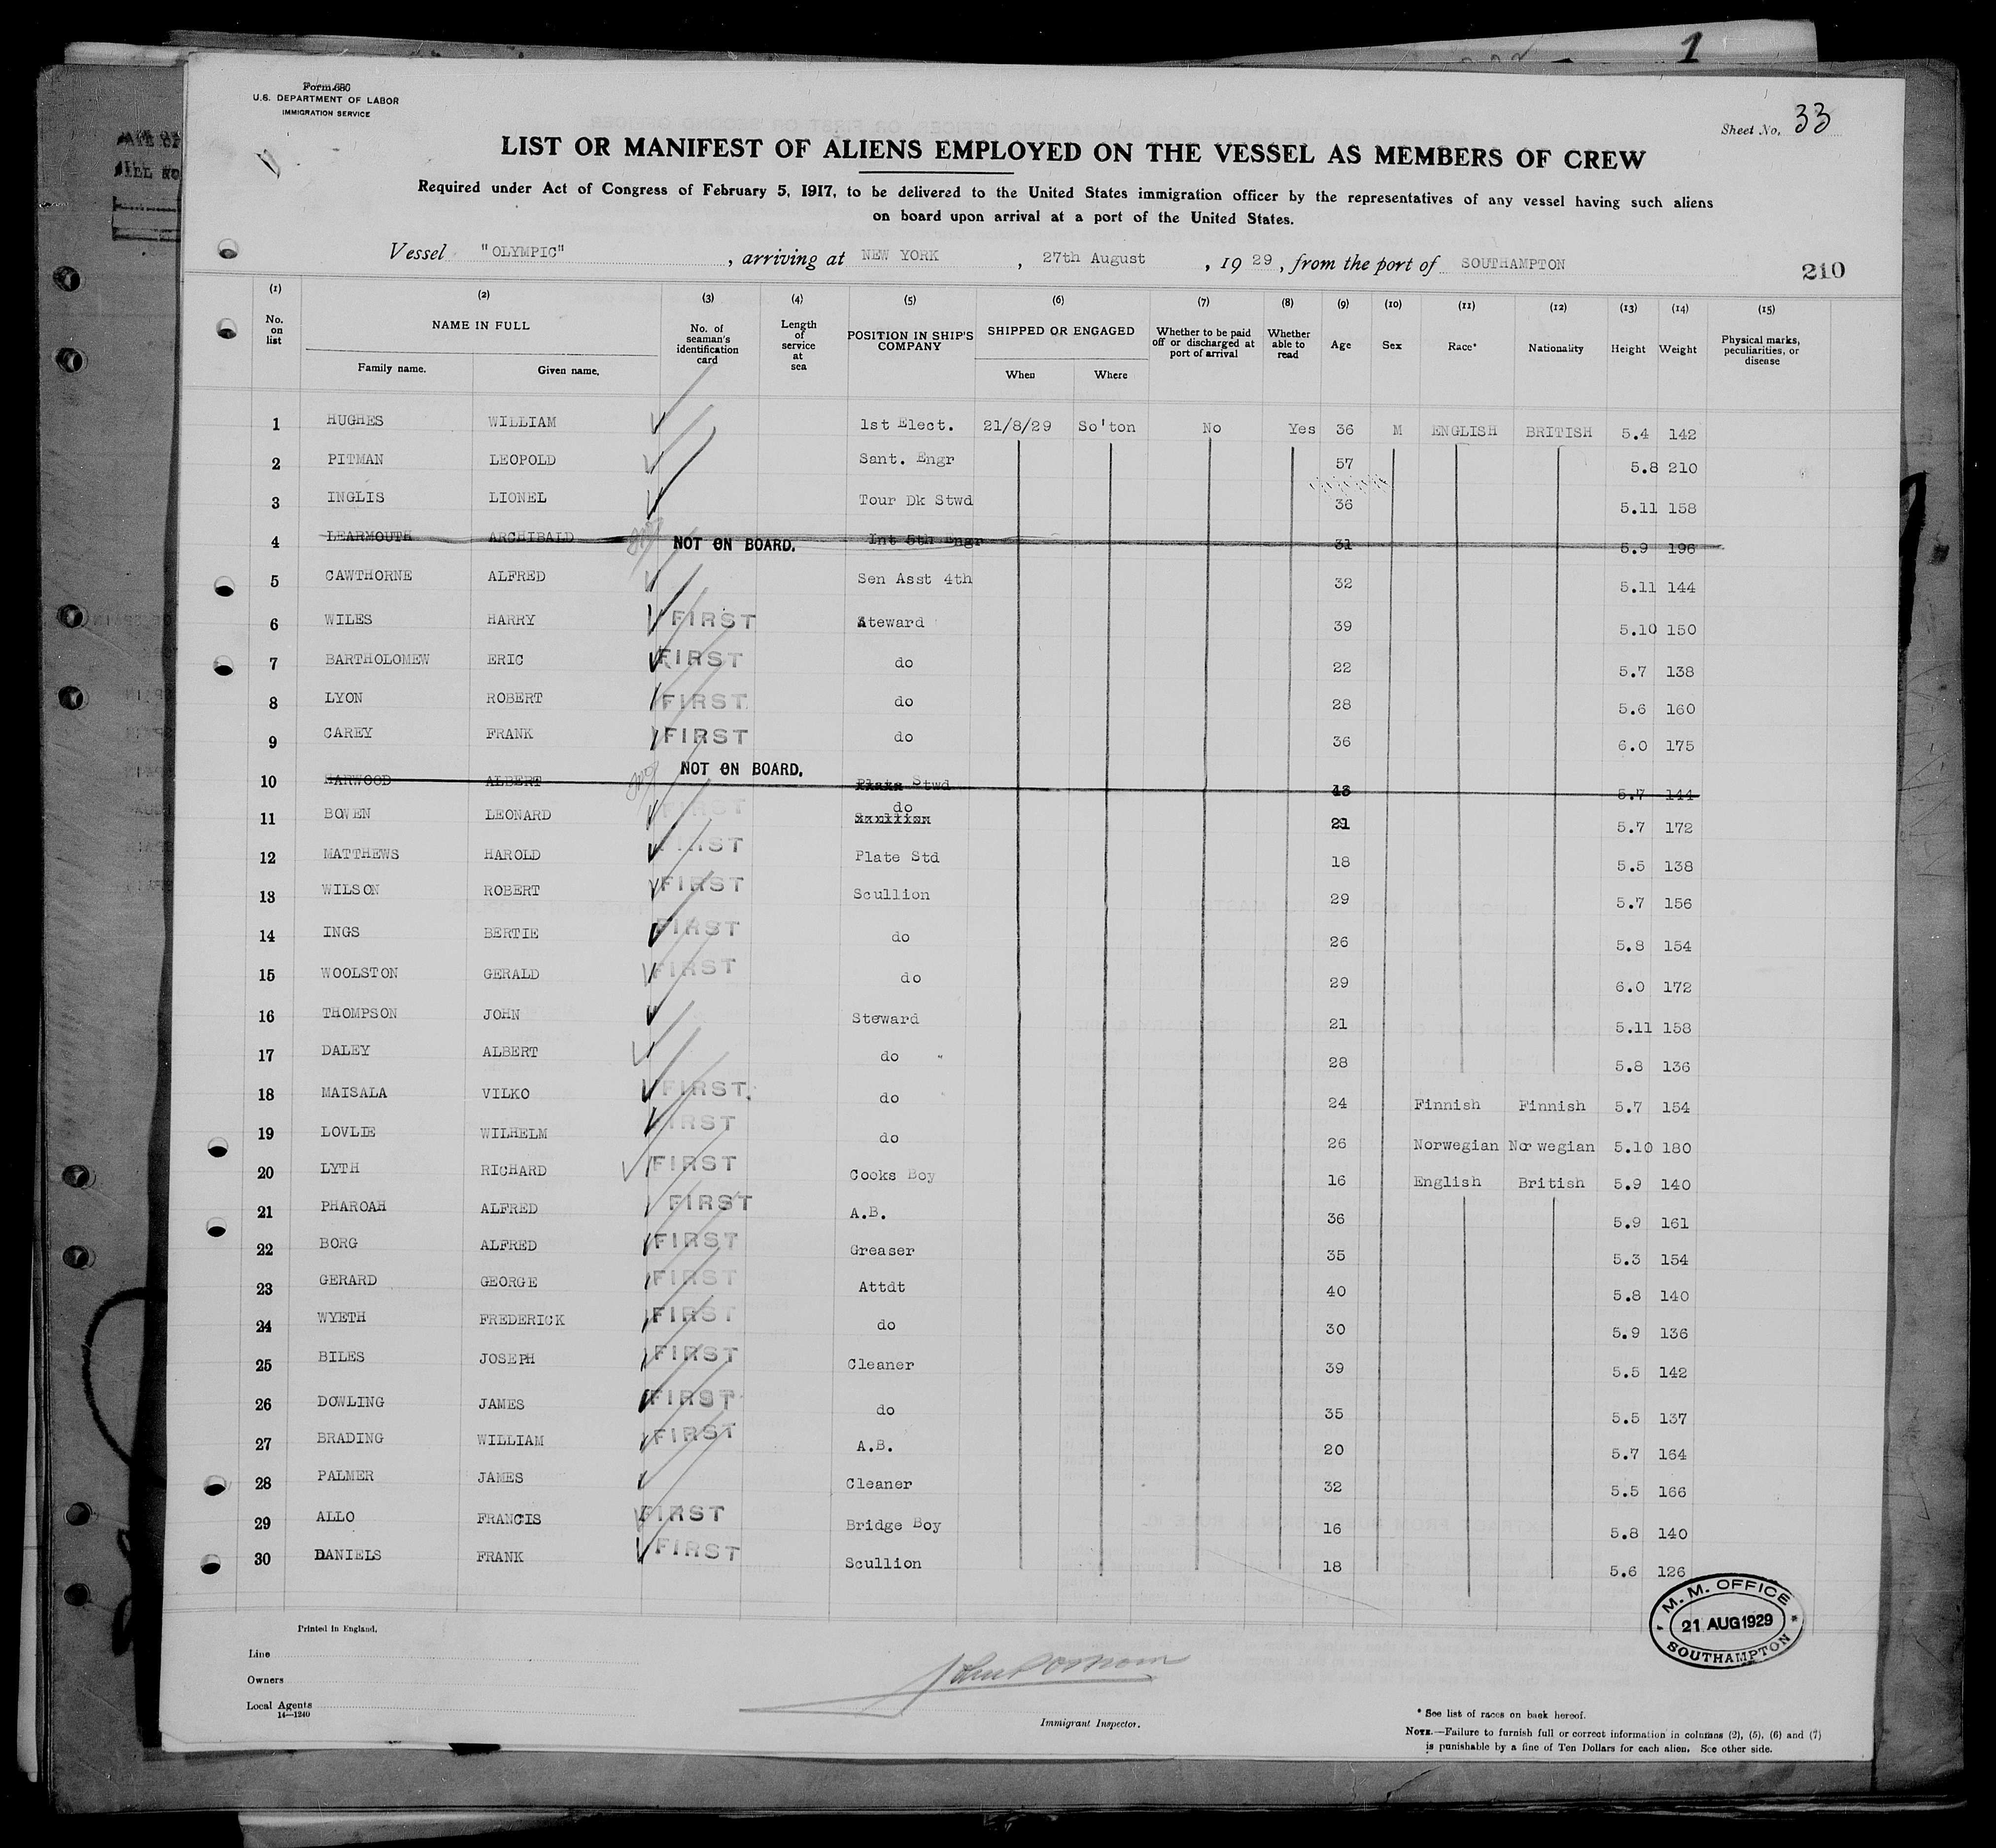 1
Form 680
U.S. DEPARTMENT OF LABOR
IMMIGRATION SERVICE
Sheet No. 33
LIST OR MANIFEST OF ALIENS EMPLOYED ON THE VESSEL AS MEMBERS OF CREW
Required under Act of Congress of February 5, 1917, to be delivered to the United States immigration officer by the representatives of any vessel having such aliens
on board upon arrival at a port of the United States.
Vessel "OLYMPIC", arriving at NEW YORK, 27th August, 1929, from the port of SOUTHAMPTON
210
(1) (2) (3) (4) (5) (6) (7) (8) (9) (10) (11) (12) (13) (14) (15)
No. on list NAME IN FULL Family name. Given name. No. of seaman's identification card Length of service at sea POSITION IN SHIP'S COMPANY SHIPPED OR ENGAGED When Where Whether to be paid off or discharged at port of arrival Whether able to read Age Sex Race* Nationality Height Weight Physical marks, peculiarities, or disease
1 HUGHES WILLIAM 1st Elect. 21/8/29 So'ton No Yes 36 M ENGLISH BRITISH 5.4 142
2 PITMAN LEOPOLD Sant. Engr 57 5.8 210
3 INGLIS LIONEL Tour Dk Stwd 36 5.11 158
4 LEARMOUTH ARCHIBALD NOT ON BOARD. Int 5th Engr 31 5.9 196
5 CAWTHORNE ALFRED Sen Asst 4th 32 5.11 144
6 WILES HARRY FIRST Steward 39 5.10 150
7 BARTHOLOMEW ERIC FIRST do 22 5.7 138
8 LYON ROBERT FIRST do 28 5.6 160
9 CAREY FRANK FIRST do 36 6.0 175
10 HARWOOD ALBERT NOT ON BOARD. Plate Stwd 5.7 144
11 BOWEN LEONARD FIRST do Scullion 21 5.7 172
12 MATTHEWS HAROLD FIRST Plate Std 18 5.5 138
13 WILSON ROBERT FIRST Scullion 29 5.7 156
14 INGS BERTIE FIRST do 26 5.8 154
15 WOOLSTON GERALD FIRST do 29 6.0 172
16 THOMPSON JOHN Steward 21 5.11 158
17 DALEY ALBERT do 28 5.8 136
18 MAISALA VILKO FIRST. do 24 Finnish Finnish 5.7 154
19 LOVLIE WILHELM FIRST do 26 Norwegian Norwegian 5.10 180
20 LYTH RICHARD FIRST Cooks Boy 16 English British 5.9 140
21 PHAROAH ALFRED FIRST A.B. 36 5.9 161
22 BORG ALFRED FIRST Greaser 35 5.3 154
23 GERARD GEORGE FIRST Attdt 40 5.8 140
24 WYETH FREDERICK FIRST do 30 5.9 136
25 BILES JOSEPH FIRST Cleaner 39 5.5 142
26 DOWLING JAMES FIRST do 35 5.5 137
27 BRADING WILLIAM FIRST A.B. 20 5.7 164
28 PALMER JAMES Cleaner 32 5.5 166
29 ALLO FRANCIS FIRST Bridge Boy 16 5.8 140
30 DANIELS FRANK FIRST Scullion 18 5.6 126
M. M. OFFICE
21 AUG 1929
SOUTHAMPTON
Printed in England.
Line
Owners
Local Agents
14—1240
Immigrant Inspector.
* See list of races on back hereof.
NOTE.—Failure to furnish full or correct information in columns (2), (5), (6) and (7)
is punishable by a fine of Ten Dollars for each alien. See other side.